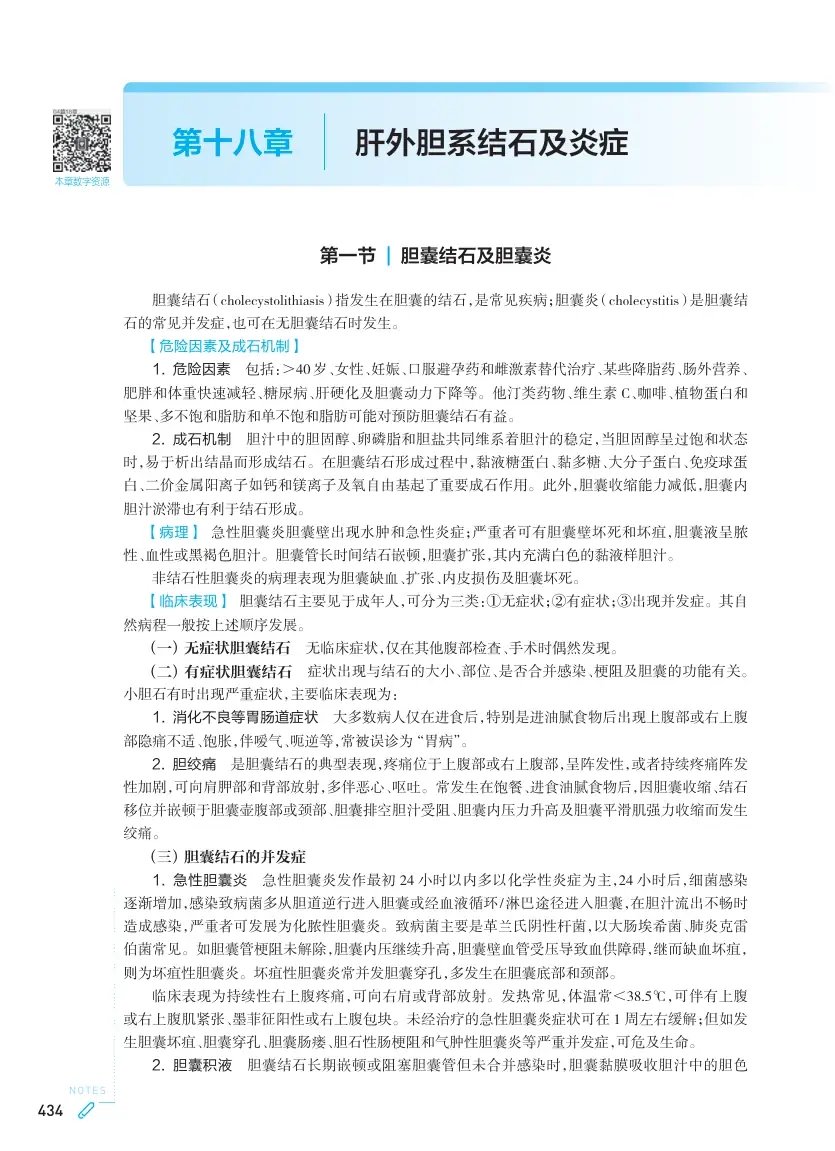 第十八章 肝外胆系结石及炎症
本章数字资源
第一节 | 胆囊结石及胆囊炎
胆囊结石(cholecystolithiasis)指发生在胆囊的结石,是常见疾病;胆囊炎(cholecystitis)是胆囊结
石的常见并发症,也可在无胆囊结石时发生。
【危险因素及成石机制】
1. 危险因素 包括:>40岁、女性、妊娠、口服避孕药和雌激素替代治疗、某些降脂药、肠外营养、
肥胖和体重快速减轻、糖尿病、肝硬化及胆囊动力下降等。他汀类药物、维生素 C、咖啡、植物蛋白和
坚果、多不饱和脂肪和单不饱和脂肪可能对预防胆囊结石有益。
2. 成石机制 胆汁中的胆固醇、卵磷脂和胆盐共同维系着胆汁的稳定,当胆固醇呈过饱和状态
时,易于析出结晶而形成结石。在胆囊结石形成过程中,黏液糖蛋白、黏多糖、大分子蛋白、免疫球蛋
白、二价金属阳离子如钙和镁离子及氧自由基起了重要成石作用。此外,胆囊收缩能力减低,胆囊内
胆汁淤滞也有利于结石形成。
【病理】 急性胆囊炎胆囊壁出现水肿和急性炎症;严重者可有胆囊壁坏死和坏疽,胆囊液呈脓
性、血性或黑褐色胆汁。胆囊管长时间结石嵌顿,胆囊扩张,其内充满白色的黏液样胆汁。
非结石性胆囊炎的病理表现为胆囊缺血、扩张、内皮损伤及胆囊坏死。
【临床表现】 胆囊结石主要见于成年人,可分为三类:①无症状;②有症状;③出现并发症。其自
然病程一般按上述顺序发展。
(一)无症状胆囊结石 无临床症状,仅在其他腹部检查、手术时偶然发现。
(二)有症状胆囊结石 症状出现与结石的大小、部位、是否合并感染、梗阻及胆囊的功能有关。
小胆石有时出现严重症状,主要临床表现为:
1. 消化不良等胃肠道症状 大多数病人仅在进食后,特别是进油腻食物后出现上腹部或右上腹
部隐痛不适、饱胀,伴嗳气、呃逆等,常被误诊为“胃病”。
2. 胆绞痛 是胆囊结石的典型表现,疼痛位于上腹部或右上腹部,呈阵发性,或者持续疼痛阵发
性加剧,可向肩胛部和背部放射,多伴恶心、呕吐。常发生在饱餐、进食油腻食物后,因胆囊收缩、结石
移位并嵌顿于胆囊壶腹部或颈部、胆囊排空胆汁受阻、胆囊内压力升高及胆囊平滑肌强力收缩而发生
绞痛。
(三)胆囊结石的并发症
1. 急性胆囊炎 急性胆囊炎发作最初 24 小时以内多以化学性炎症为主,24 小时后,细菌感染
逐渐增加,感染致病菌多从胆道逆行进入胆囊或经血液循环/淋巴途径进入胆囊,在胆汁流出不畅时
造成感染,严重者可发展为化脓性胆囊炎。致病菌主要是革兰氏阴性杆菌,以大肠埃希菌、肺炎克雷
伯菌常见。如胆囊管梗阻未解除,胆囊内压继续升高,胆囊壁血管受压导致血供障碍,继而缺血坏疽,
则为坏疽性胆囊炎。坏疽性胆囊炎常并发胆囊穿孔,多发生在胆囊底部和颈部。
临床表现为持续性右上腹疼痛,可向右肩或背部放射。发热常见,体温常<38.5℃,可伴有上腹
或右上腹肌紧张、墨菲征阳性或右上腹包块。未经治疗的急性胆囊炎症状可在 1 周左右缓解;但如发
生胆囊坏疽、胆囊穿孔、胆囊肠瘘、胆石性肠梗阻和气肿性胆囊炎等严重并发症,可危及生命。
2. 胆囊积液 胆囊结石长期嵌顿或阻塞胆囊管但未合并感染时,胆囊黏膜吸收胆汁中的胆色
NOTES
434